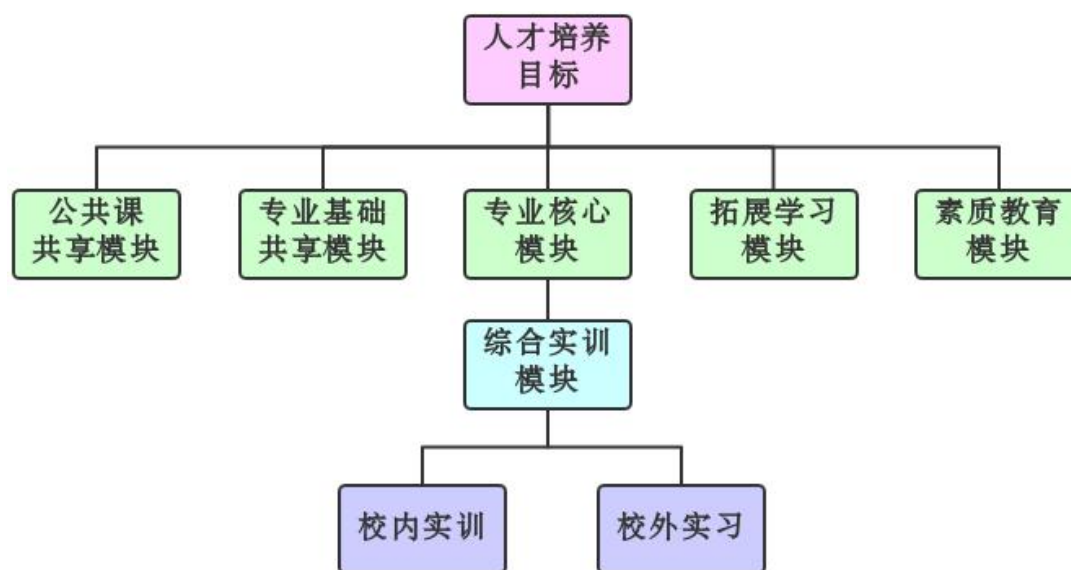 人才培养
目标
公共课
共享模块
专业基础
共享模块
专业核心
模块
拓展学习
模块
素质教育
模块
综合实训
模块
校内实训
校外实习